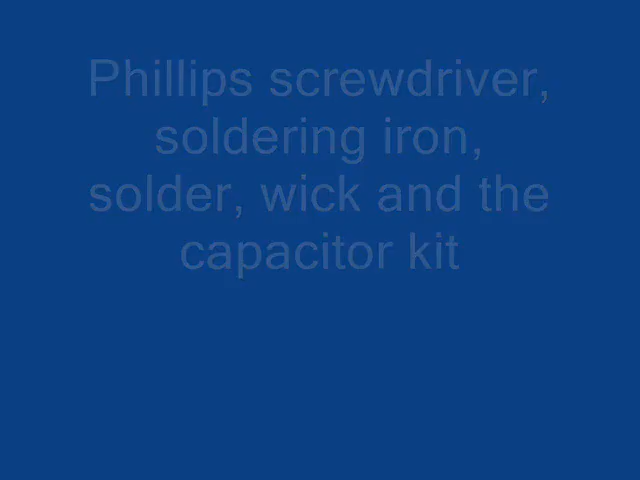 Phillips screwdriver,
soldering iron,
solder, wick and the
capacitor kit